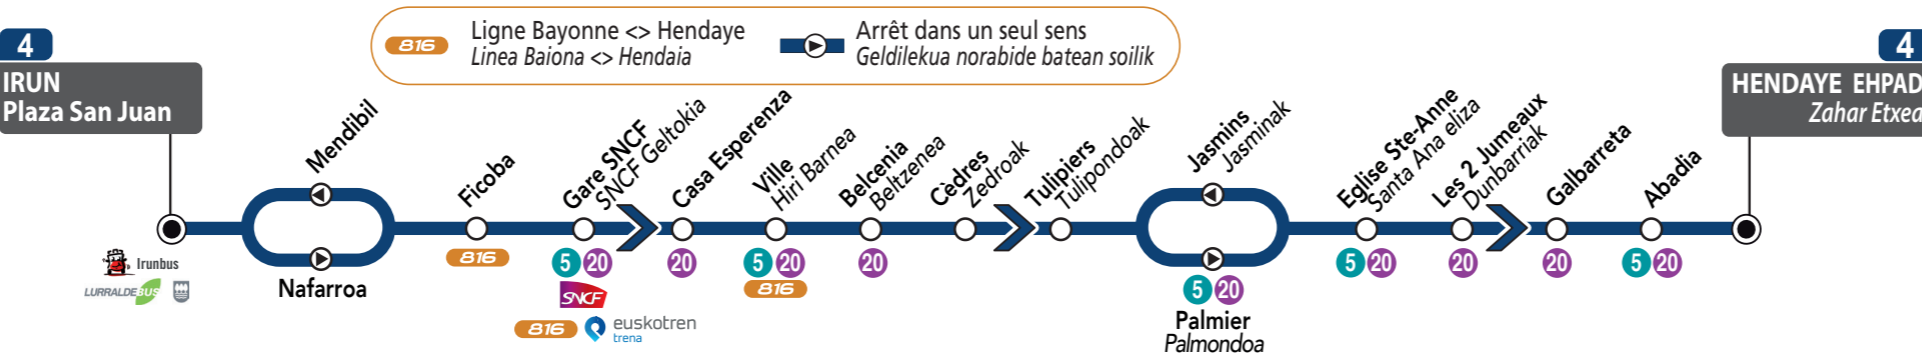 4
IRUN
Plaza San Juan
816
Ligne Bayonne <> Hendaye
Linea Baiona <> Hendaia
Arrêt dans un seul sens
Geldilekua norabide batean soilik
4
HENDAYE EHPAD
Zahar Etxea
Irunbus
LURRALDEBUS
Mendibil
Nafarroa
Ficoba
816
Gare SNCF
SNCF Geltokia
5 20
SNCF
816
euskotren
trena
Casa Esperenza
20
Ville
Hiri Barnea
5 20
816
Belcenia
Beltzenea
20
Cèdres
Zedroak
Tulipiers
Tulipondoak
Jasmins
Jasminak
5 20
Palmier
Palmondoa
Eglise Ste-Anne
Santa Ana eliza
5 20
Les 2 Jumeaux
Dunbarriak
20
Galbarreta
20
Abadia
5 20